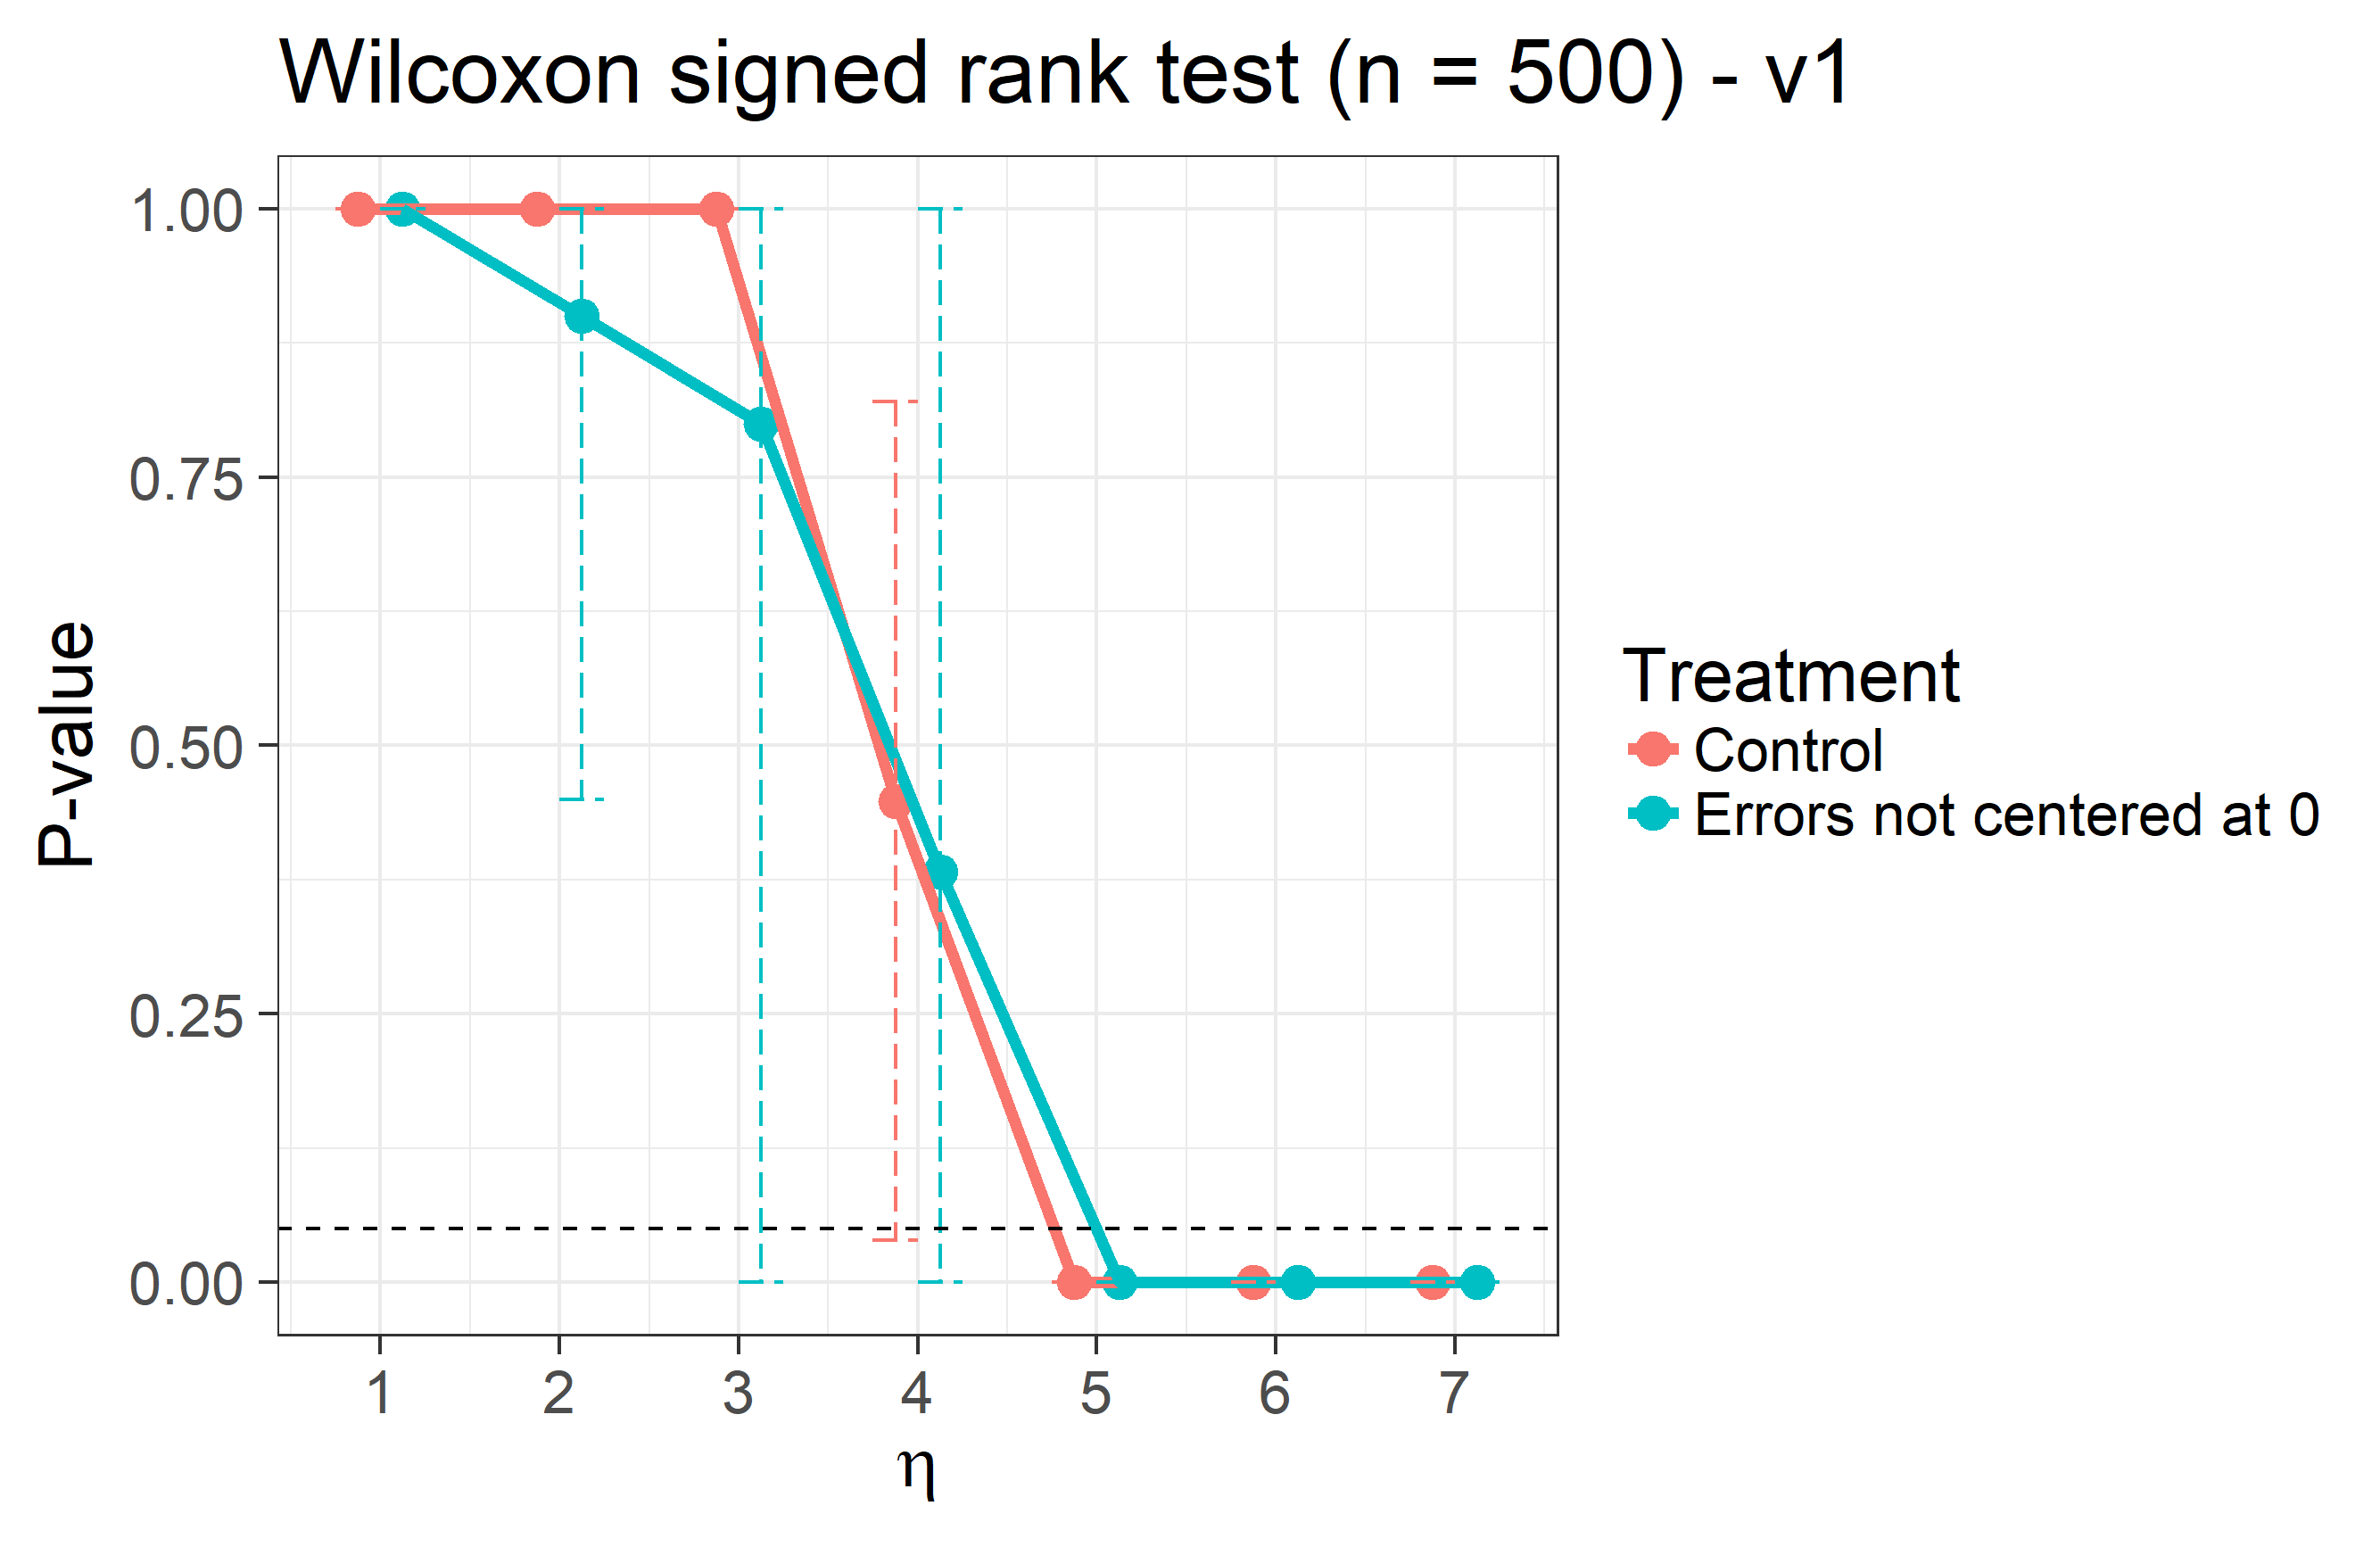 Wilcoxon signed rank test (n = 500) - v1
P-value
1.00
0.75
0.50
0.25
0.00
1 2 3 4 5 6 7
η
Treatment
Control
Errors not centered at 0